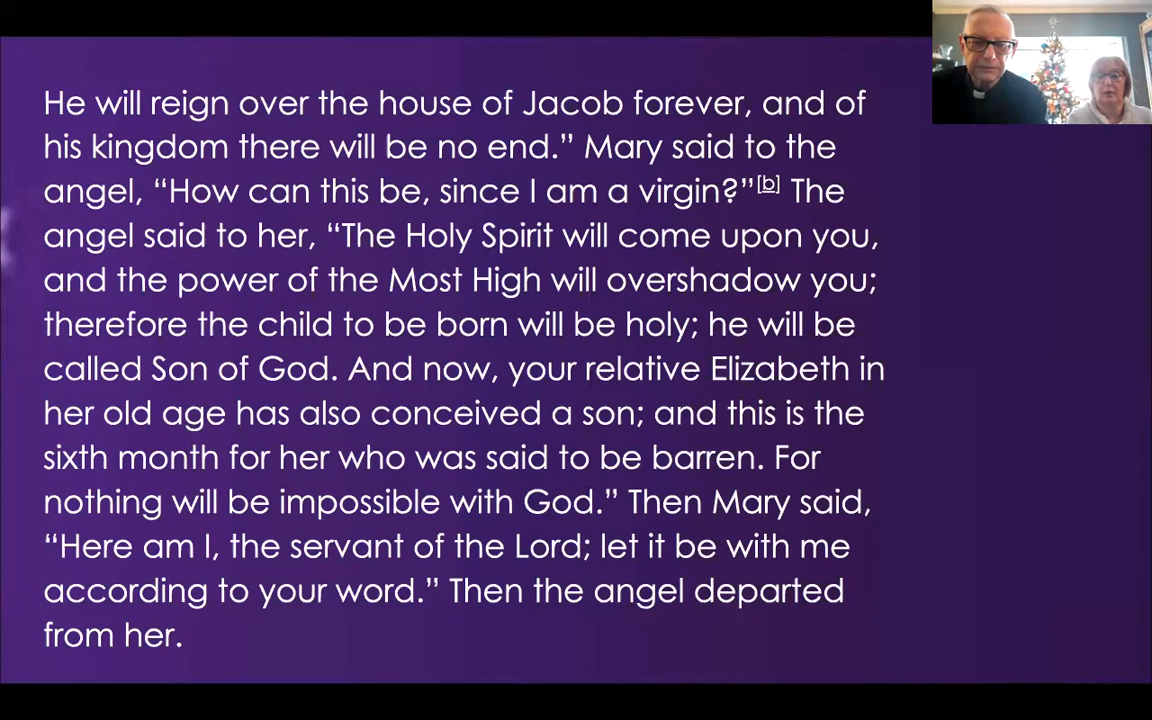 He will reign over the house of Jacob forever, and of
his kingdom there will be no end.” Mary said to the
angel, “How can this be, since I am a virgin?”[b] The
angel said to her, “The Holy Spirit will come upon you,
and the power of the Most High will overshadow you;
therefore the child to be born will be holy; he will be
called Son of God. And now, your relative Elizabeth in
her old age has also conceived a son; and this is the
sixth month for her who was said to be barren. For
nothing will be impossible with God.” Then Mary said,
“Here am I, the servant of the Lord; let it be with me
according to your word.” Then the angel departed
from her.